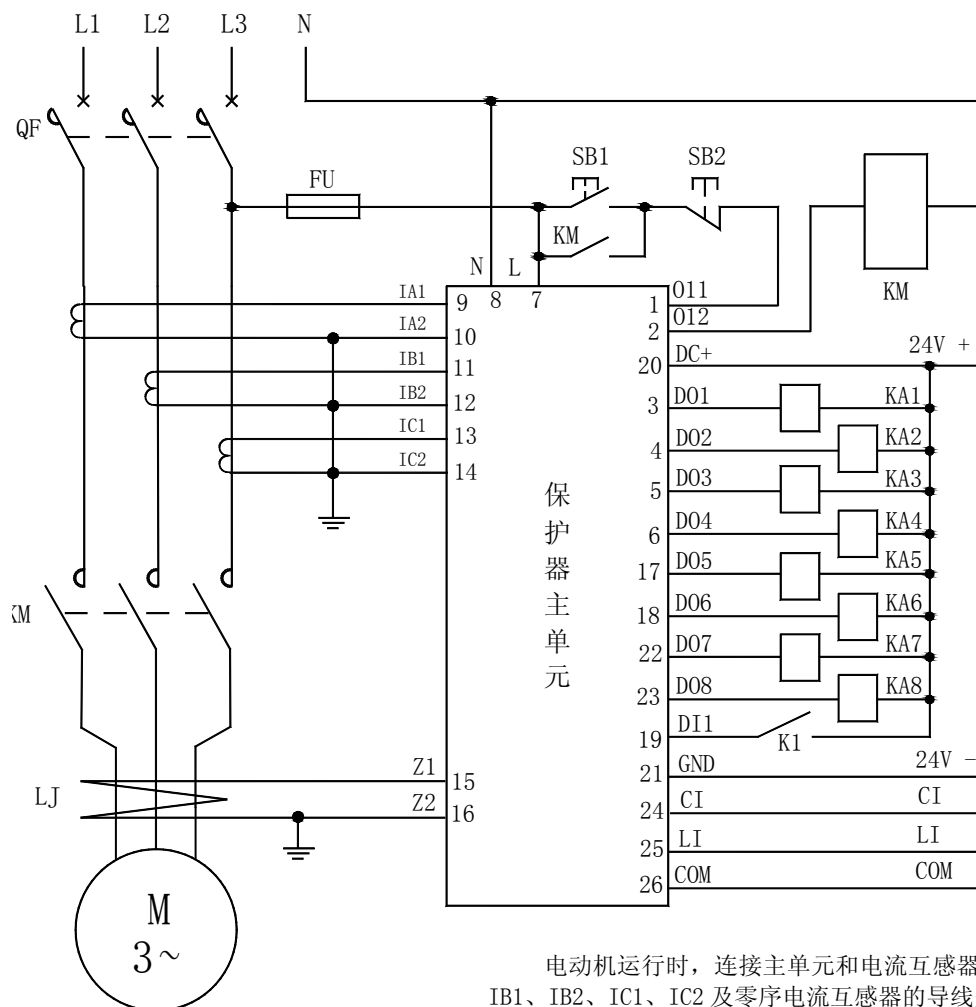 L1 L2 L3 N
QF
FU
SB1 SB2
KM
KM
N L
8 7
IA1 9
IA2 10
IB1 11
IB2 12
IC1 13
IC2 14
1 O11
2 O12
20 DC+ 24V +
3 DO1 KA1
4 DO2 KA2
5 DO3 KA3
6 DO4 KA4
17 DO5 KA5
18 DO6 KA6
22 DO7 KA7
23 DO8 KA8
19 DI1 K1
21 GND 24V -
24 CI CI
25 LI LI
26 COM COM
保护器主单元
KM
LJ
Z1 15
Z2 16
M
3~
电动机运行时，连接主单元和电流互感器
IB1、IB2、IC1、IC2 及零序电流互感器的导线